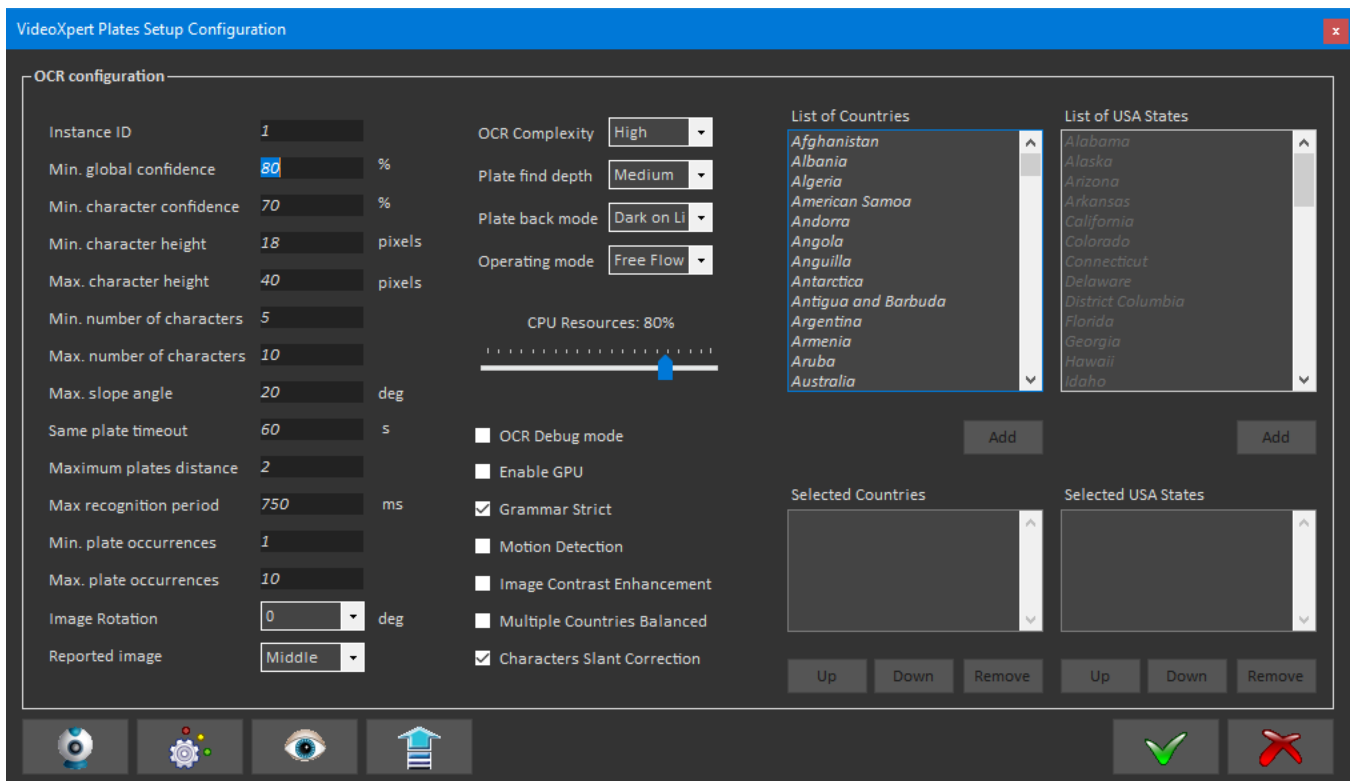 VideoXpert Plates Setup Configuration
x
OCR configuration
Instance ID 1
Min. global confidence 80 %
Min. character confidence 70 %
Min. character height 18 pixels
Max. character height 40 pixels
Min. number of characters 5
Max. number of characters 10
Max. slope angle 20 deg
Same plate timeout 60 s
Maximum plates distance 2
Max recognition period 750 ms
Min. plate occurrences 1
Max. plate occurrences 10
Image Rotation 0 deg
Reported image Middle
OCR Complexity High
Plate find depth Medium
Plate back mode Dark on Li
Operating mode Free Flow
CPU Resources: 80%
OCR Debug mode
Enable GPU
Grammar Strict
Motion Detection
Image Contrast Enhancement
Multiple Countries Balanced
Characters Slant Correction
List of Countries
Afghanistan
Albania
Algeria
American Samoa
Andorra
Angola
Anguilla
Antarctica
Antigua and Barbuda
Argentina
Armenia
Aruba
Australia
Add
Selected Countries
Up Down Remove
List of USA States
Alabama
Alaska
Arizona
Arkansas
California
Colorado
Connecticut
Delaware
District Columbia
Florida
Georgia
Hawaii
Idaho
Add
Selected USA States
Up Down Remove